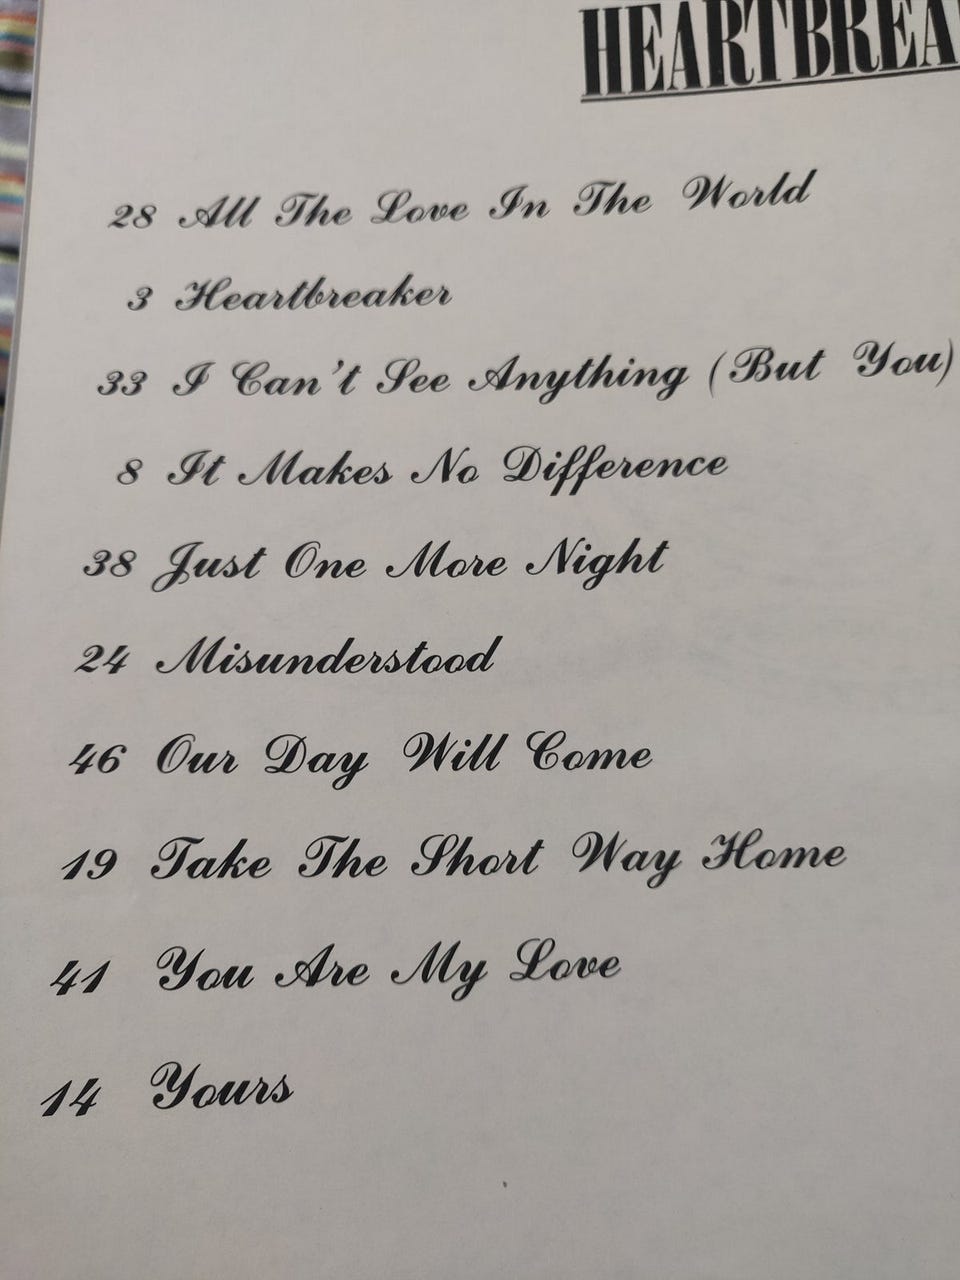 HEARTBREA
28 All The Love In The World
3 Heartbreaker
33 I Can't See Anything (But You)
8 It Makes No Difference
38 Just One More Night
24 Misunderstood
46 Our Day Will Come
19 Take The Short Way Home
41 You Are My Love
14 Yours